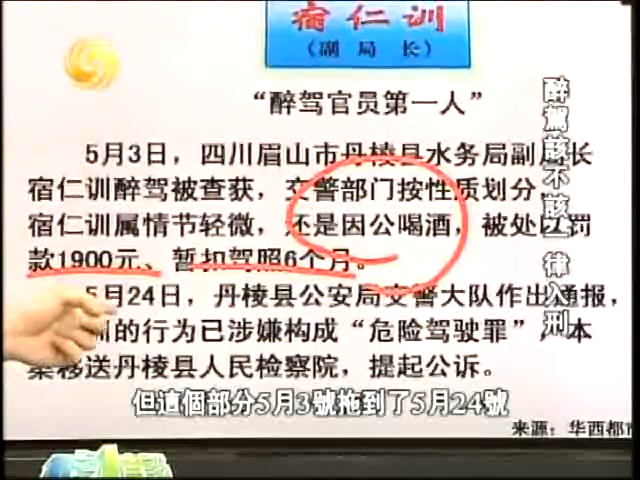 宿仁训
（副局长）
“醉驾官员第一人”
5月3日，四川眉山市丹棱县水务局副局长
宿仁训醉驾被查获，交警部门按性质划分
宿仁训属情节轻微，还是因公喝酒，被处以罚
款1900元、暂扣驾照6个月。
5月24日，丹棱县公安局交警大队作出通报，
训的行为已涉嫌构成“危险驾驶罪”，本
案移送丹棱县人民检察院，提起公诉。
醉駕該不該一律入刑
但這個部分5月3號拖到了5月24號
来源：华西都市